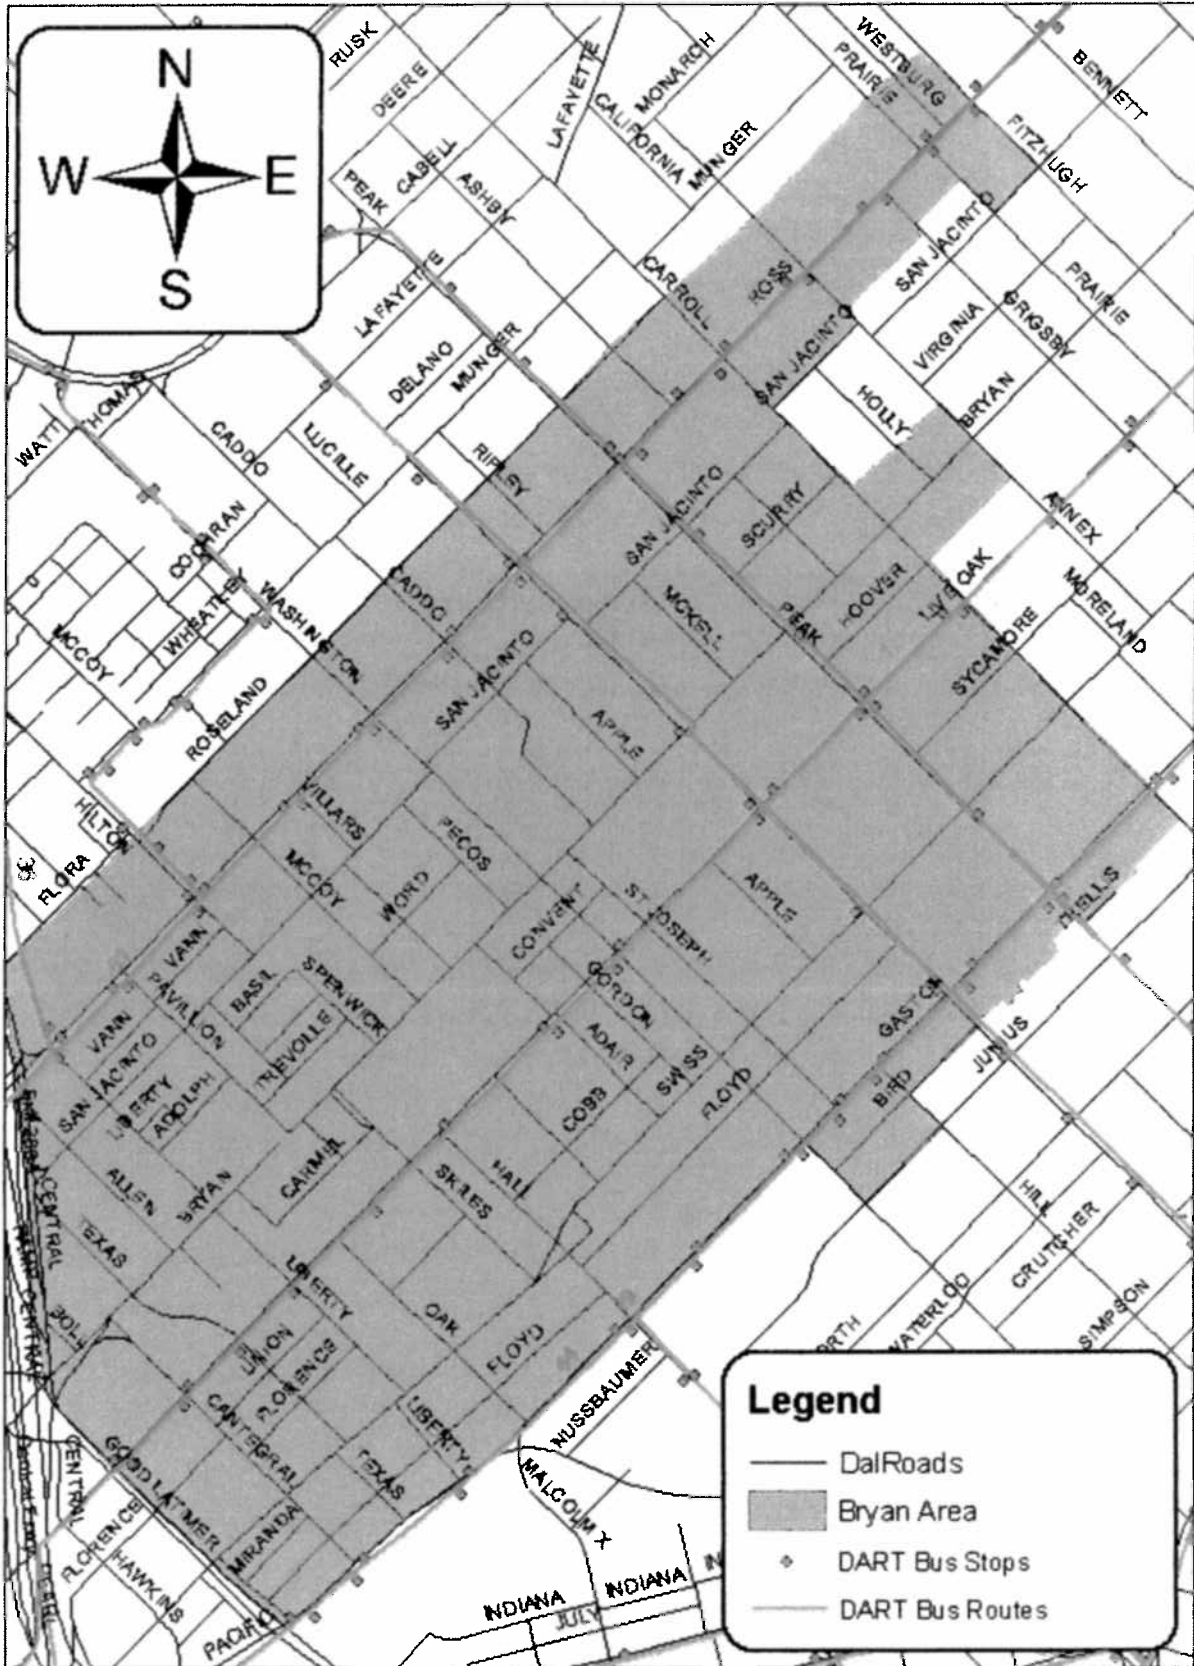 N
W E
S
RUSK
DEERE
LAFAYETTE
MONARCH
CALIFORNIA
MUNGER
WESTBURG
PRAIRIE
BENNETT
FITZHUGH
PEAK
CABELL
ASHBY
LAFAYETTE
DELANO
MUNGER
CARROLL
ROSS
SAN JACINTO
SAN JACINTO
VIRGINIA
GRIGSBY
PRAIRIE
HOLLY
BRYAN
WATT
THOMAS
CADDO
LUCILLE
RIPLEY
COCHRAN
WHEATE
MCCOY
WASHINGTON
CADDO
SAN JACINTO
SCURRY
MCKELL
PEAK
HOOVER
LIVE OAK
ANNEX
MORELAND
SYCAMORE
ROSELAND
SAN JACINTO
APPLE
HILTON
FLORA
VILLARS
MCCOY
PECOS
WORD
CONVENT
ST JOSEPH
APPLE
GORDON
ADAIR
COBB
SWISS
FLOYD
GASTON
BIRD
JUNIUS
VANN
PAVILLION
BASIL
SPENWICK
TREVOLLE
VANN
SAN JACINTO
LIBERTY
ADOLPH
ALLEN
BRYAN
CARMEL
SKILES
HALL
TEXAS
CENTRAL
BOLL
LIBERTY
OAK
UNION
FLORENCE
FLOYD
CANTEGRAL
LIBERTY
TEXAS
GOOD LATIMER
MIRANDA
CENTRAL
FLORENCE
HAWKINS
PACIFIC
NUSSBAUMER
MALCOLM X
INDIANA
INDIANA
JULY
HILL
CRUTCHER
WATERLOO
SIMPSON
Legend
DalRoads
Bryan Area
DART Bus Stops
DART Bus Routes